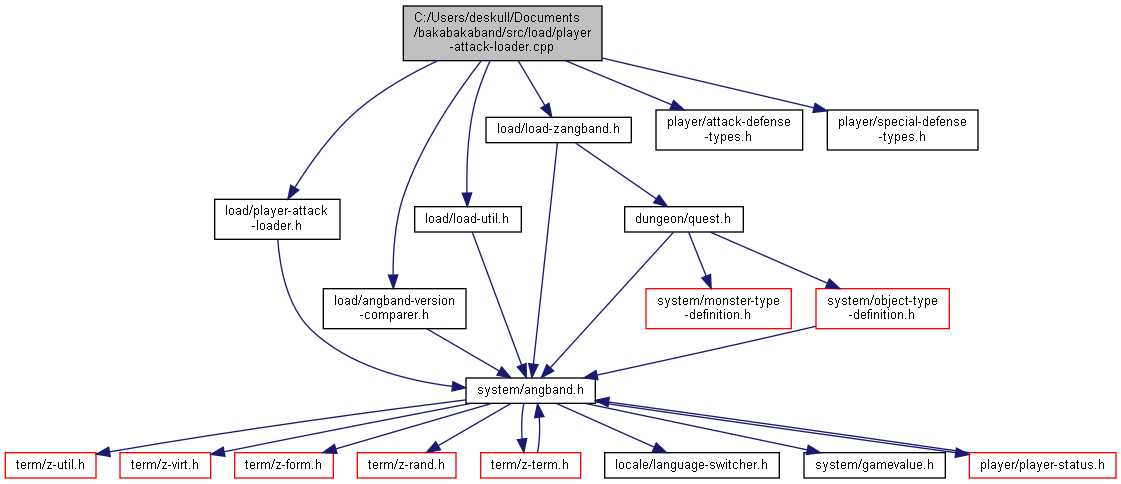 C:/Users/deskull/Documents
/bakabakaband/src/load/player
-attack-loader.cpp
load/load-zangband.h
player/attack-defense
-types.h
player/special-defense
-types.h
load/player-attack
-loader.h
load/load-util.h
dungeon/quest.h
load/angband-version
-comparer.h
system/monster-type
-definition.h
system/object-type
-definition.h
system/angband.h
term/z-util.h
term/z-virt.h
term/z-form.h
term/z-rand.h
term/z-term.h
locale/language-switcher.h
system/gamevalue.h
player/player-status.h